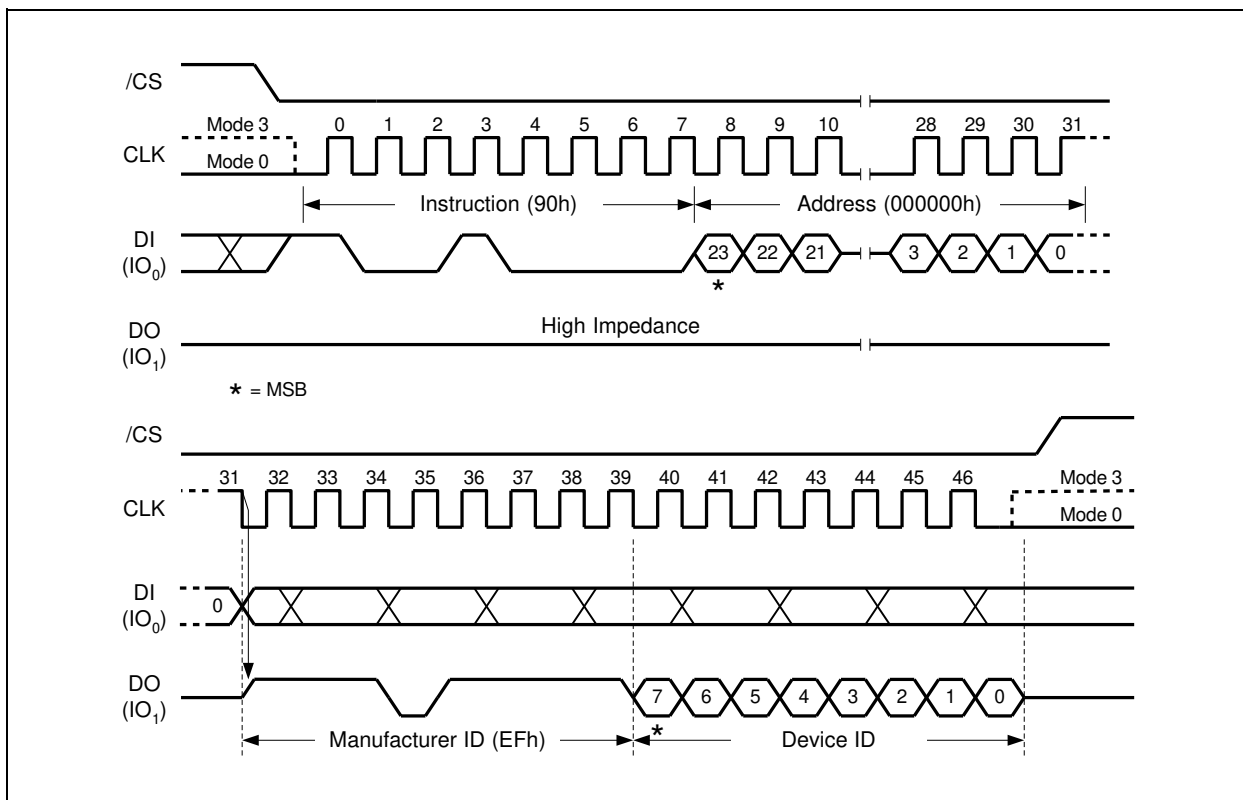 /CS
Mode 3
0 1 2 3 4 5 6 7 8 9 10 28 29 30 31
CLK
Mode 0
Instruction (90h) Address (000000h)
DI
(IO0)
23 22 21 3 2 1 0
*
High Impedance
DO
(IO1)
* = MSB
/CS
31 32 33 34 35 36 37 38 39 40 41 42 43 44 45 46
Mode 3
CLK
Mode 0
DI
(IO0)
0
DO
(IO1)
7 6 5 4 3 2 1 0
*
Manufacturer ID (EFh) Device ID